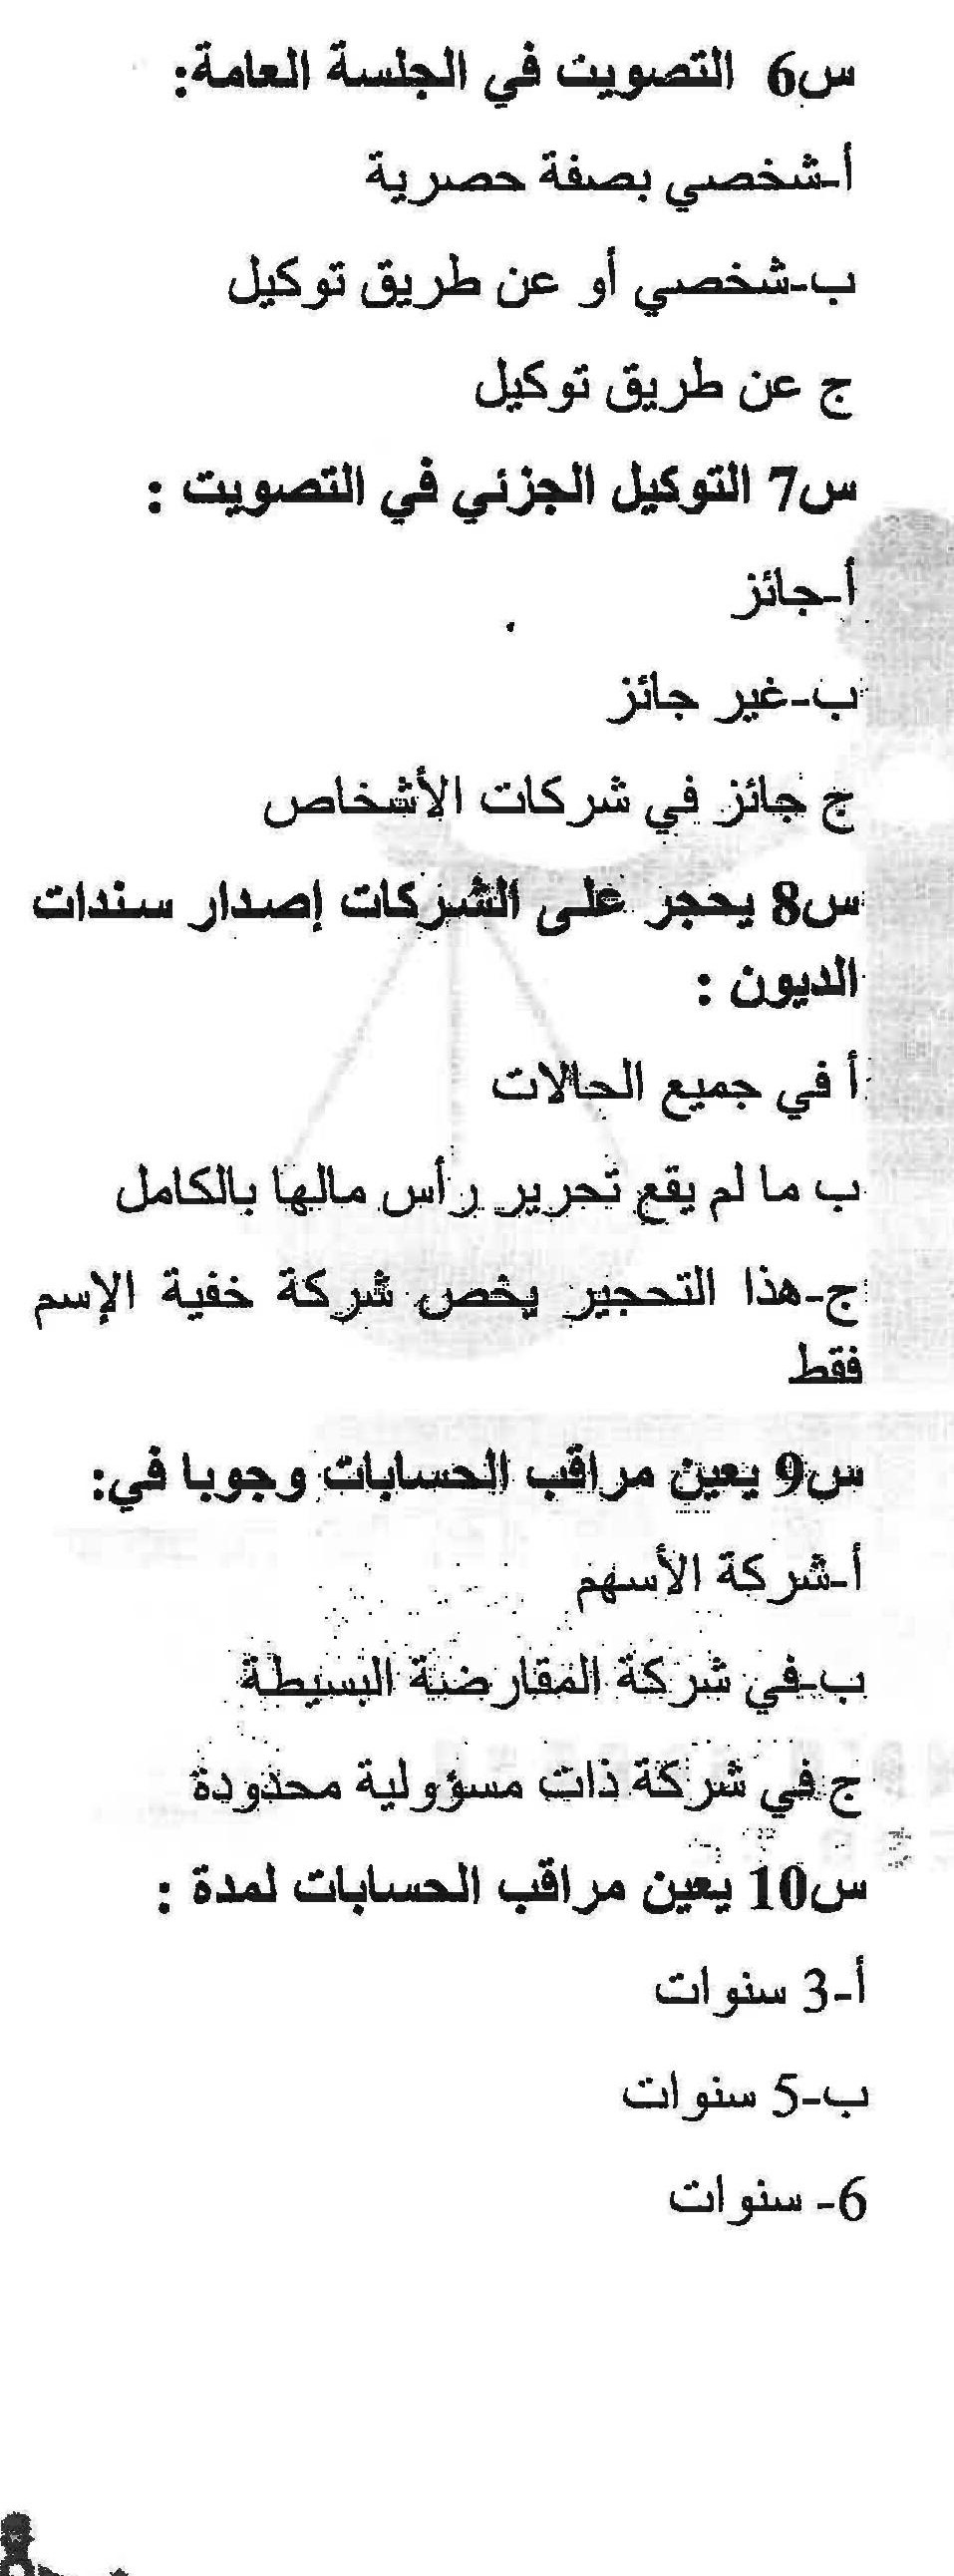 س6 التصويت في الجلسة العامة:
أ-شخصي بصفة حصرية
ب-شخصي أو عن طريق توكيل
ج عن طريق توكيل
س7 التوكيل الجزئي في التصويت :
أ-جائز
ب-غير جائز
ج جائز في شركات الأشخاص
س8 يحجر على الشركات إصدار سندات
الديون :
أ في جميع الحالات
ب ما لم يقع تحرير رأس مالها بالكامل
ج-هذا التحجير يخص شركة خفية الإسم
فقط
س9 يعين مراقب الحسابات وجوبا في:
أ-شركة الأسهم
ب-في شركة المقارضة البسيطة
ج في شركة ذات مسؤولية محدودة
س10 يعين مراقب الحسابات لمدة :
أ-3 سنوات
ب-5 سنوات
6- سنوات